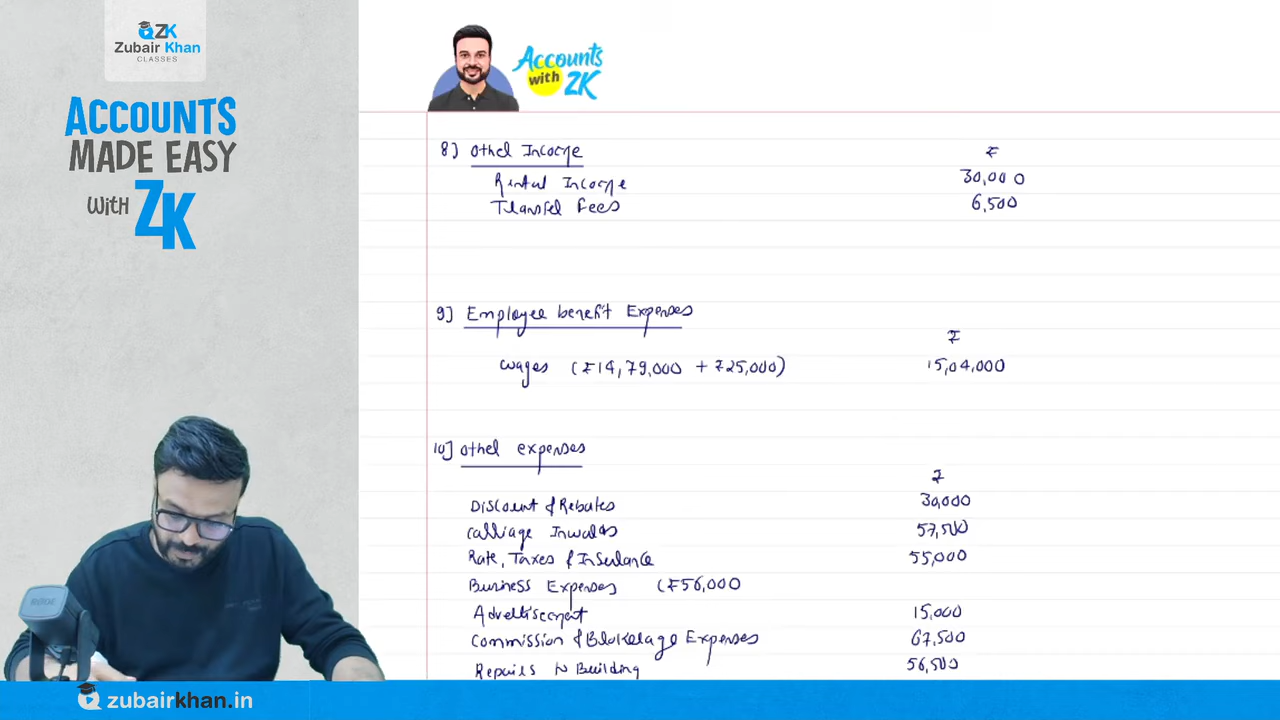 ZK
Zubair Khan
CLASSES
ACCOUNTS
MADE EASY
WITH ZK
Accounts
with ZK
8] Other Income ₹
Rental Income 30,000
Transfer Fees 6,500
9] Employee benefit Expenses
₹
Wages (₹14,79,000 + ₹25,000) 15,04,000
10] Other expenses
₹
Discount & Rebates 30,000
Carriage Inwards 57,500
Rate, Taxes & Insurance 55,000
Business Expenses (₹56,000
Advertisement 15,000
Commission & Brokerage Expenses 67,500
Repairs to Building 56,500
RØDE
zubairkhan.in